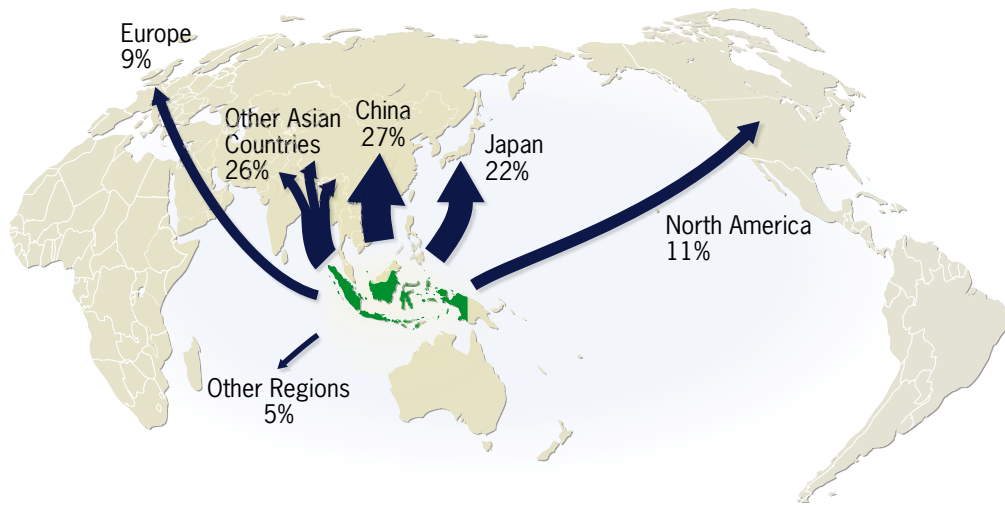 Europe
9%
Other Asian
Countries
26%
China
27%
Japan
22%
North America
11%
Other Regions
5%